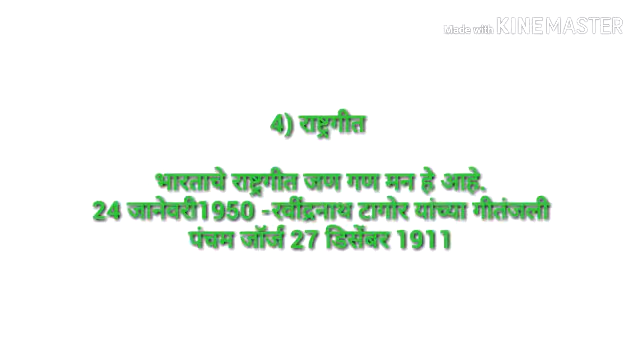 Made with KINEMASTER
4) राष्ट्रगीत
भारताचे राष्ट्रगीत जण गण मन हे आहे.
24 जानेवरी1950 -रवींद्रनाथ टागोर यांच्या गीतंजली
पंचम जॉर्ज 27 डिसेंबर 1911